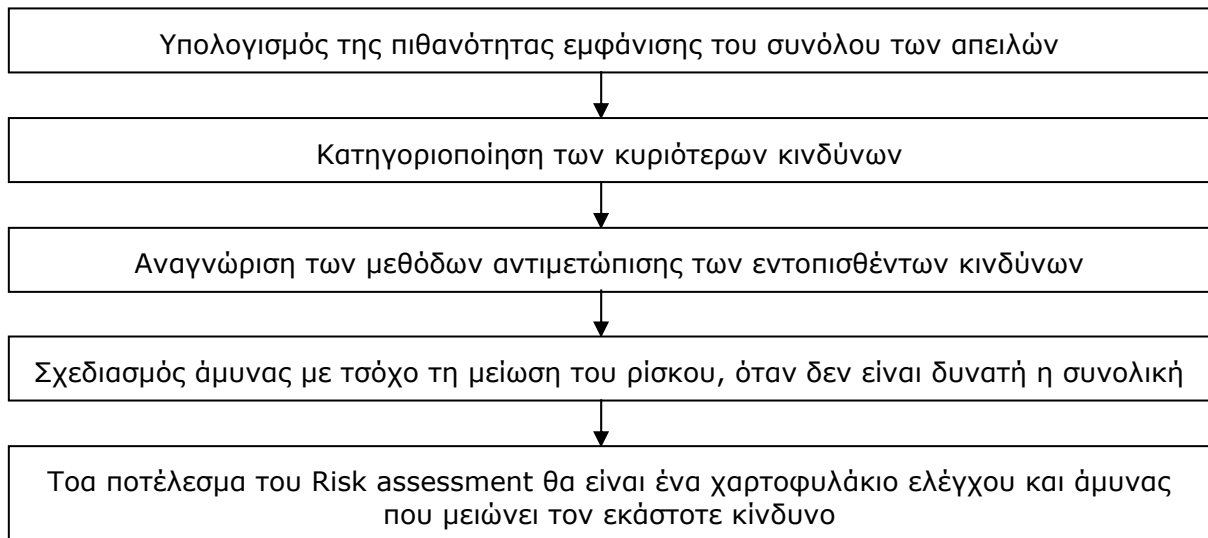 Υπολογισμός της πιθανότητας εμφάνισης του συνόλου των απειλών
Κατηγοριοποίηση των κυριότερων κινδύνων
Αναγνώριση των μεθόδων αντιμετώπισης των εντοπισθέντων κινδύνων
Σχεδιασμός άμυνας με τσόχο τη μείωση του ρίσκου, όταν δεν είναι δυνατή η συνολική
Τοα ποτέλεσμα του Risk assessment θα είναι ένα χαρτοφυλάκιο ελέγχου και άμυνας
που μειώνει τον εκάστοτε κίνδυνο